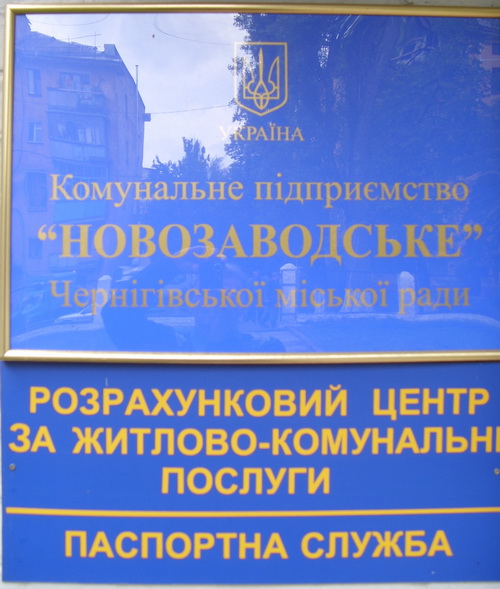 УКРАЇНА
Комунальне підприємство
“НОВОЗАВОДСЬКЕ”
Чернігівської міської ради
РОЗРАХУНКОВИЙ ЦЕНТР
ЗА ЖИТЛОВО-КОМУНАЛЬНІ
ПОСЛУГИ
ПАСПОРТНА СЛУЖБА